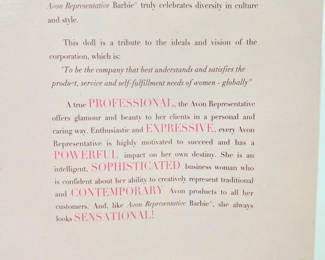 Avon Representative Barbie® truly celebrates diversity in culture
and style.
This doll is a tribute to the ideals and vision of the
corporation, which is:
"To be the company that best understands and satisfies the
product, service and self-fulfillment needs of women - globally"
A true PROFESSIONAL, the Avon Representative
offers glamour and beauty to her clients in a personal and
caring way. Enthusiastic and EXPRESSIVE, every Avon
Representative is highly motivated to succeed and has a
POWERFUL impact on her own destiny. She is an
intelligent, SOPHISTICATED business woman who
is confident about her ability to creatively represent traditional
and CONTEMPORARY Avon products to all her
customers. And, like Avon Representative Barbie®, she always
looks SENSATIONAL!